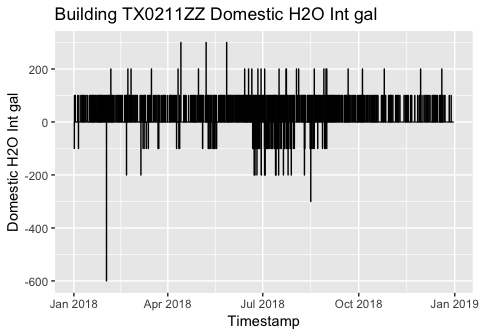 Building TX0211ZZ Domestic H2O Int gal
Domestic H2O Int gal
200
0
-200
-400
-600
Jan 2018
Apr 2018
Jul 2018
Oct 2018
Jan 2019
Timestamp